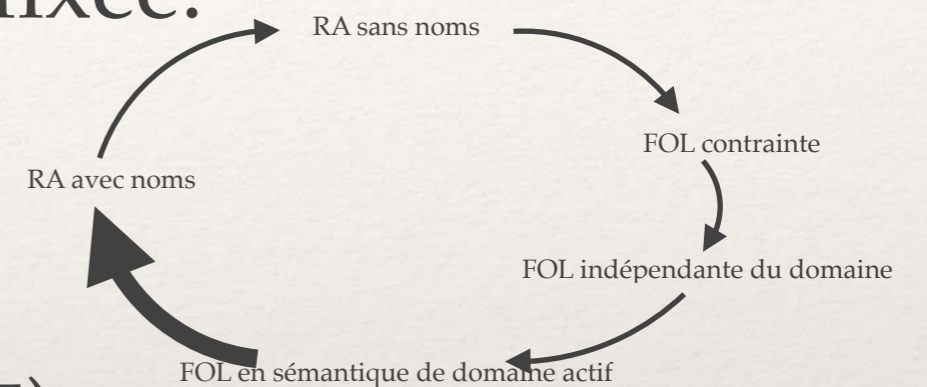 RA sans noms
FOL contrainte
RA avec noms
FOL indépendante du domaine
FOL en sémantique de domaine actif